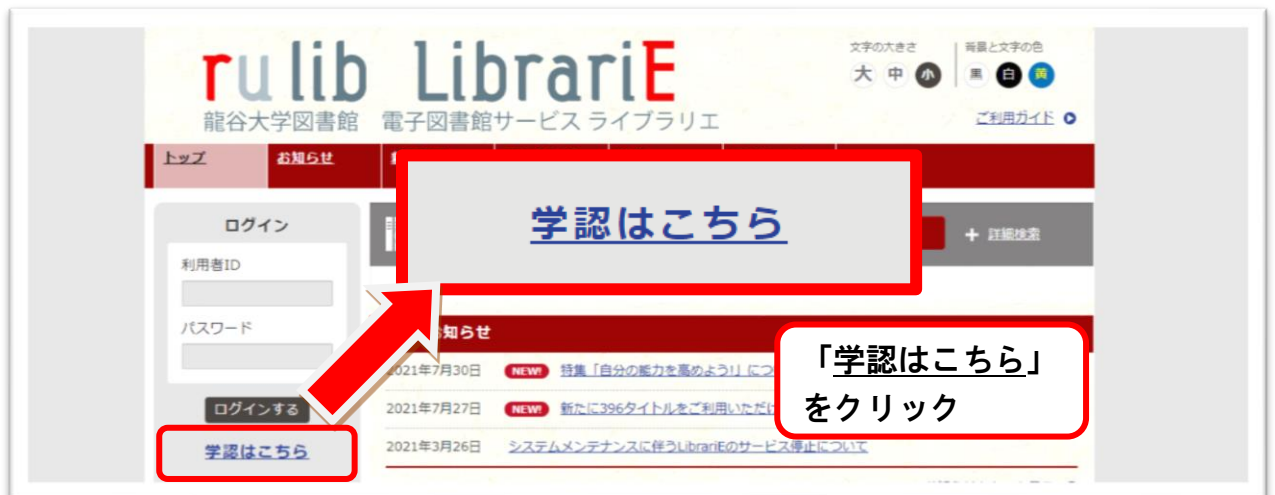 rulib LibrariE
龍谷大学図書館 電子図書館サービス ライブラリエ
文字の大きさ
大 中 小
背景と文字の色
黒 白 黄
ご利用ガイド
トップ お知らせ
学認はこちら
詳細検索
ログイン
利用者ID
パスワード
ログインする
学認はこちら
お知らせ
2021年7月30日 NEW! 特集「自分の能力を高めよう!」につ
2021年7月27日 NEW! 新たに396タイトルをご利用いただけ
2021年3月26日 システムメンテナンスに伴うLibrariEのサービス停止について
「学認はこちら」
をクリック